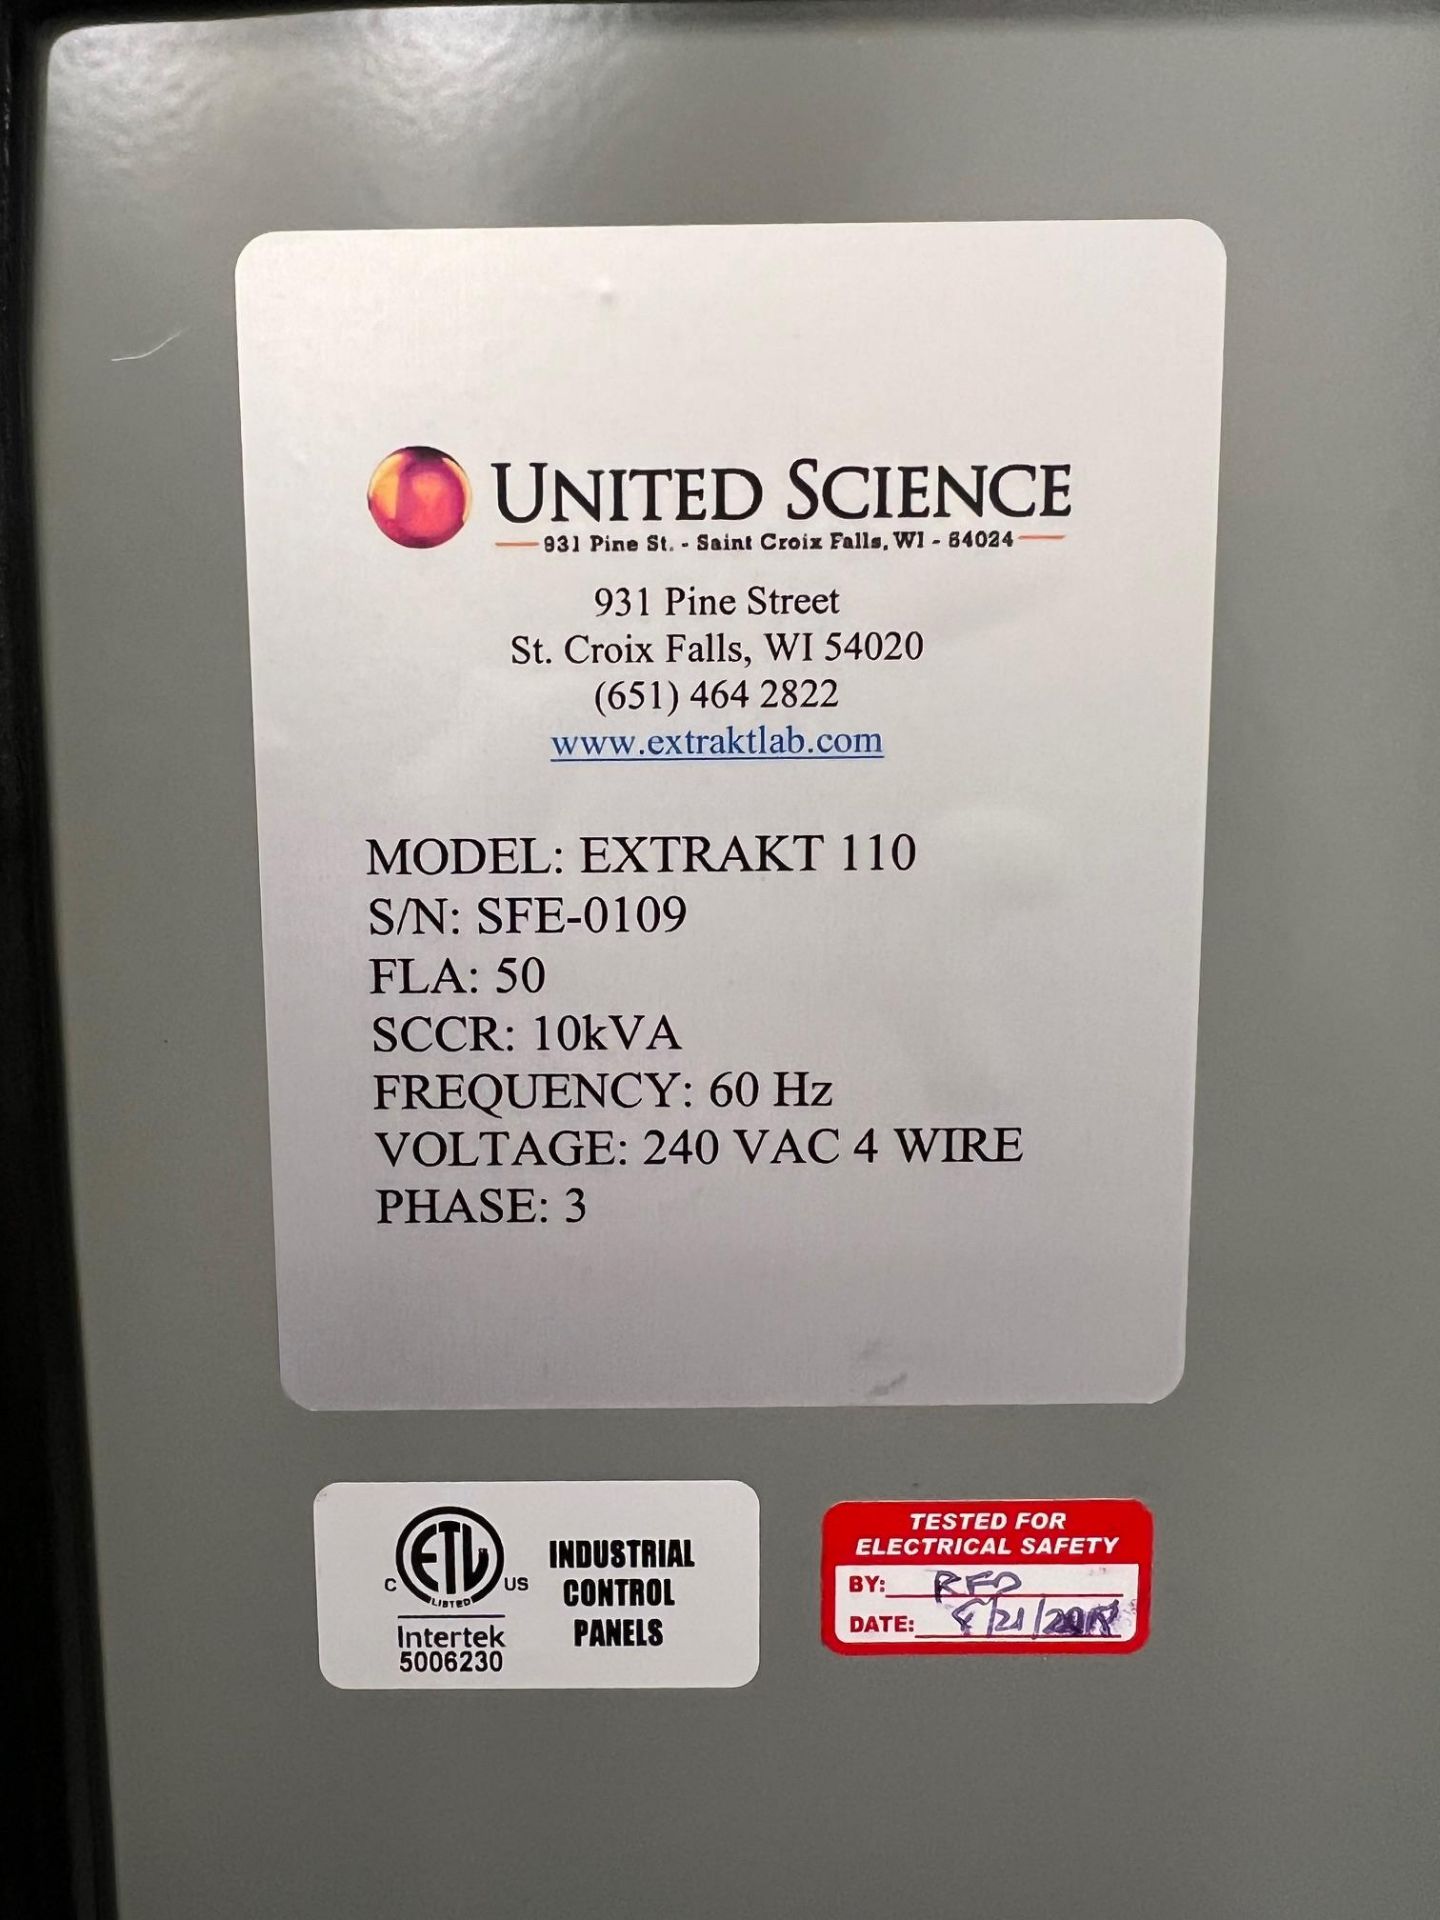 UNITED SCIENCE
931 Pine St. - Saint Croix Falls, WI - 54024
931 Pine Street
St. Croix Falls, WI 54020
(651) 464 2822
www.extraktlab.com
MODEL: EXTRAKT 110
S/N: SFE-0109
FLA: 50
SCCR: 10kVA
FREQUENCY: 60 Hz
VOLTAGE: 240 VAC 4 WIRE
PHASE: 3
ETL
C US
LISTED
Intertek
5006230
INDUSTRIAL
CONTROL
PANELS
TESTED FOR
ELECTRICAL SAFETY
BY:
DATE: